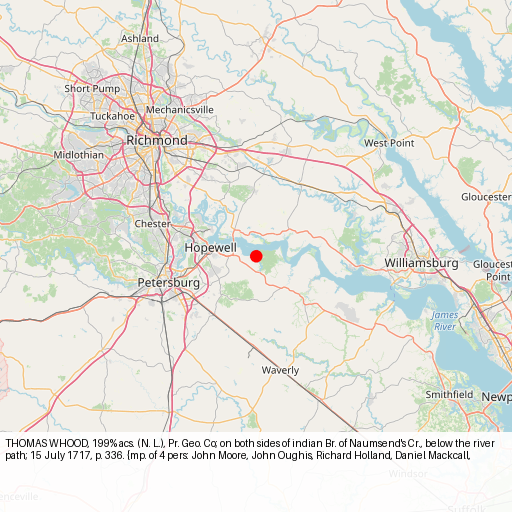 Ashland
Short Pump
Mechanicsville
Tuckahoe
Richmond
West Point
Midlothian
Gloucester
Chester
Hopewell
Williamsburg
Gloucester
Point
Petersburg
James
River
Waverly
Smithfield
Newp
THOMAS WHOOD, 199% acs. (N. L.), Pr. Geo. Co; on both sides of indian Br. of Naumsend's Cr., below the river
path; 15 July 1717, p. 336. {mp. of 4 pers: John Moore, John Oughis, Richard Holland, Daniel Mackcall,
Windsor
Suffolk